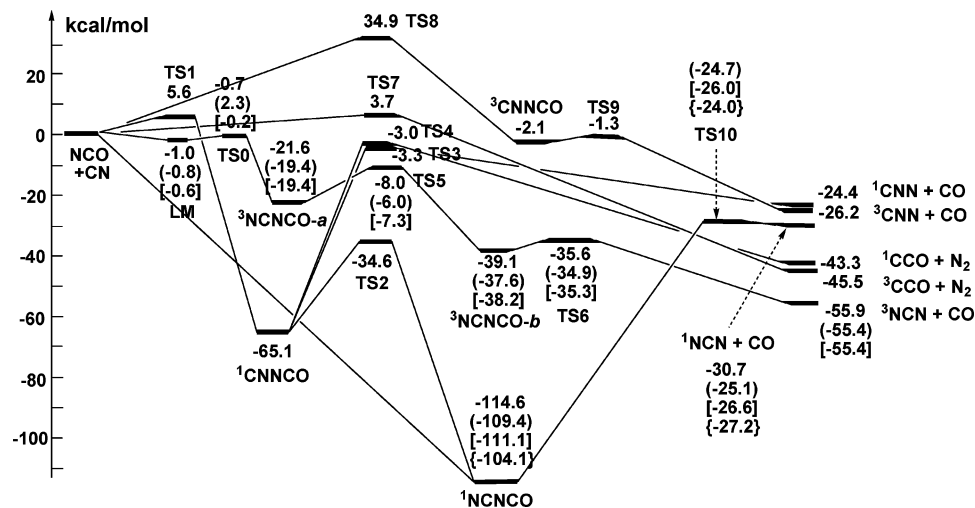 kcal/mol
20
0
-20
-40
-60
-80
-100
NCO
+CN
TS1
5.6
-0.7
(2.3)
[-0.2]
TS0
-1.0
(-0.8)
[-0.6]
LM
-21.6
(-19.4)
[-19.4]
³NCNCO-a
34.9 TS8
TS7
3.7
-3.0 TS4
-3.3 TS3
TS5
-8.0
(-6.0)
[-7.3]
-34.6
TS2
-65.1
¹CNNCO
³CNNCO
-2.1
TS9
-1.3
-39.1
(-37.6)
[-38.2]
³NCNCO-b
-35.6
(-34.9)
[-35.3]
TS6
-114.6
(-109.4)
[-111.1]
{-104.1}
¹NCNCO
(-24.7)
[-26.0]
{-24.0}
TS10
¹NCN + CO
-30.7
(-25.1)
[-26.6]
{-27.2}
-24.4 ¹CNN + CO
-26.2 ³CNN + CO
-43.3 ¹CCO + N₂
-45.5 ³CCO + N₂
³NCN + CO
-55.9
(-55.4)
[-55.4]